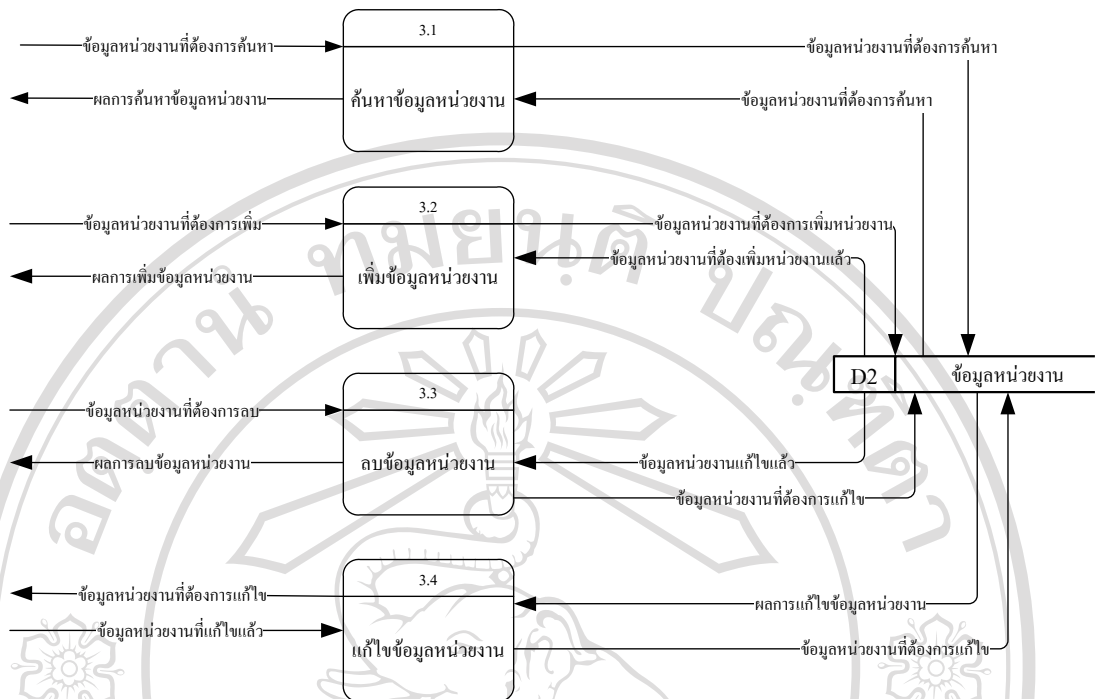 3.1
ข้อมูลหน่วยงานที่ต้องการค้นหา
ข้อมูลหน่วยงานที่ต้องการค้นหา
ผลการค้นหาข้อมูลหน่วยงาน
ค้นหาข้อมูลหน่วยงาน
ข้อมูลหน่วยงานที่ต้องการค้นหา
3.2
ข้อมูลหน่วยงานที่ต้องการเพิ่ม
ข้อมูลหน่วยงานที่ต้องการเพิ่มหน่วยงาน
ข้อมูลหน่วยงานที่ต้องเพิ่มหน่วยงานแล้ว
ผลการเพิ่มข้อมูลหน่วยงาน
เพิ่มข้อมูลหน่วยงาน
D2
ข้อมูลหน่วยงาน
3.3
ข้อมูลหน่วยงานที่ต้องการลบ
ผลการลบข้อมูลหน่วยงาน
ลบข้อมูลหน่วยงาน
ข้อมูลหน่วยงานแก้ไขแล้ว
ข้อมูลหน่วยงานที่ต้องการแก้ไข
3.4
ข้อมูลหน่วยงานที่ต้องการแก้ไข
ผลการแก้ไขข้อมูลหน่วยงาน
ข้อมูลหน่วยงานที่แก้ไขแล้ว
แก้ไขข้อมูลหน่วยงาน
ข้อมูลหน่วยงานที่ต้องการแก้ไข
อตฺตานํ ทมยนฺติ ปณฺฑิตา